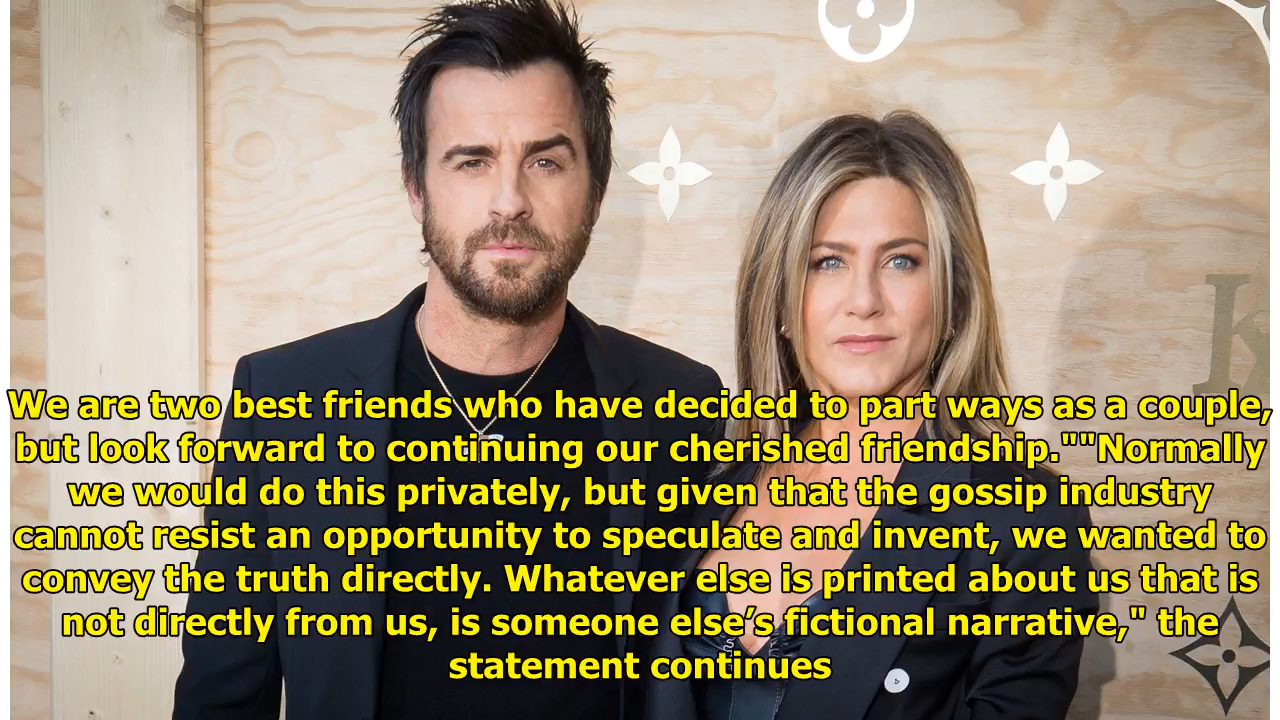 We are two best friends who have decided to part ways as a couple,
but look forward to continuing our cherished friendship.""Normally
we would do this privately, but given that the gossip industry
cannot resist an opportunity to speculate and invent, we wanted to
convey the truth directly. Whatever else is printed about us that is
not directly from us, is someone else’s fictional narrative," the
statement continues